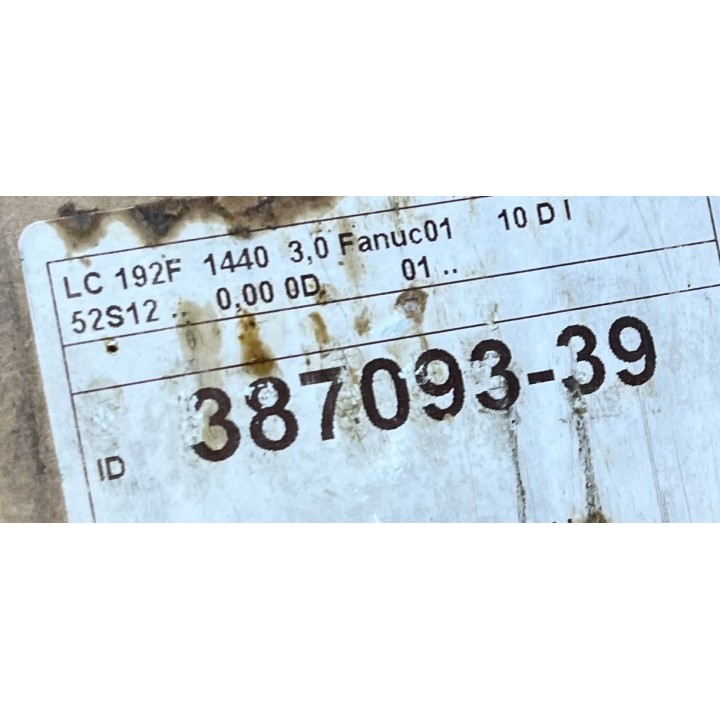 LC 192F 1440 3,0 Fanuc01 10 D I
52S12 .. 0,00 0D 01 ..
ID 387093-39